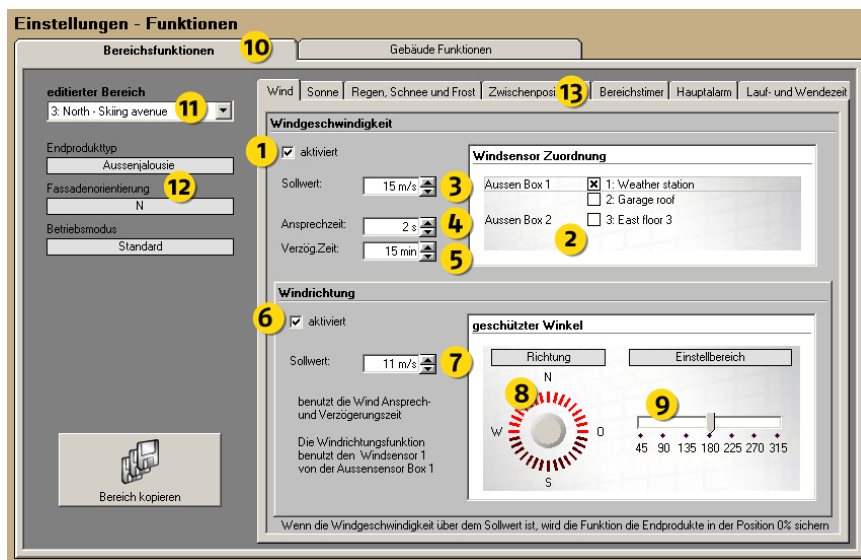 Einstellungen - Funktionen
Bereichsfunktionen 10 Gebäude Funktionen
editierter Bereich
3: North - Skiing avenue 11
Endprodukttyp
Aussenjalousie
Fassadenorientierung 12
N
Betriebsmodus
Standard
Bereich kopieren
Wind Sonne Regen, Schnee und Frost Zwischenposi 13 Bereichstimer Hauptalarm Lauf- und Wendezeit
Windgeschwindigkeit
1 aktiviert
Sollwert: 15 m/s 3
Ansprechzeit: 2 s 4
Verzög.Zeit: 15 min 5
Windsensor Zuordnung
Aussen Box 1 1: Weather station
2: Garage roof
Aussen Box 2 3: East floor 3
2
Windrichtung
6 aktiviert
Sollwert: 11 m/s 7
benutzt die Wind Ansprech-
und Verzögerungszeit
Die Windrichtungsfunktion
benutzt den Windsensor 1
von der Aussensensor Box 1
geschützter Winkel
Richtung Einstellbereich
N
8 9
W O
S
45 90 135 180 225 270 315
Wenn die Windgeschwindigkeit über dem Sollwert ist, wird die Funktion die Endprodukte in der Position 0% sichern